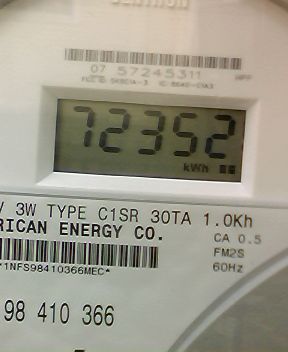 CENTRON
07 57245311
72352
kWh
V 3W TYPE C1SR 30TA 1.0Kh
RICAN ENERGY CO.
CA 0.5
FM2S
60Hz
*1NFS98410366MEC*
98 410 366